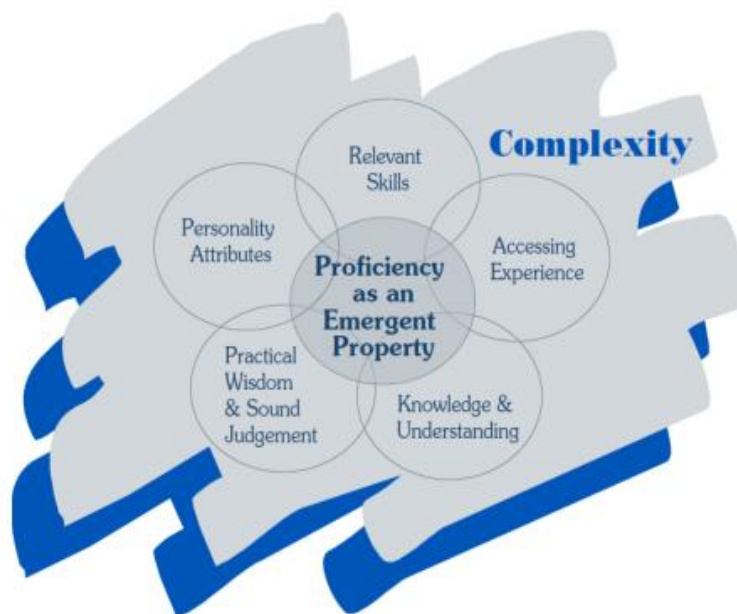 Relevant
Skills
Complexity
Personality
Attributes
Accessing
Experience
Proficiency
as an
Emergent
Property
Practical
Wisdom
& Sound
Judgement
Knowledge &
Understanding